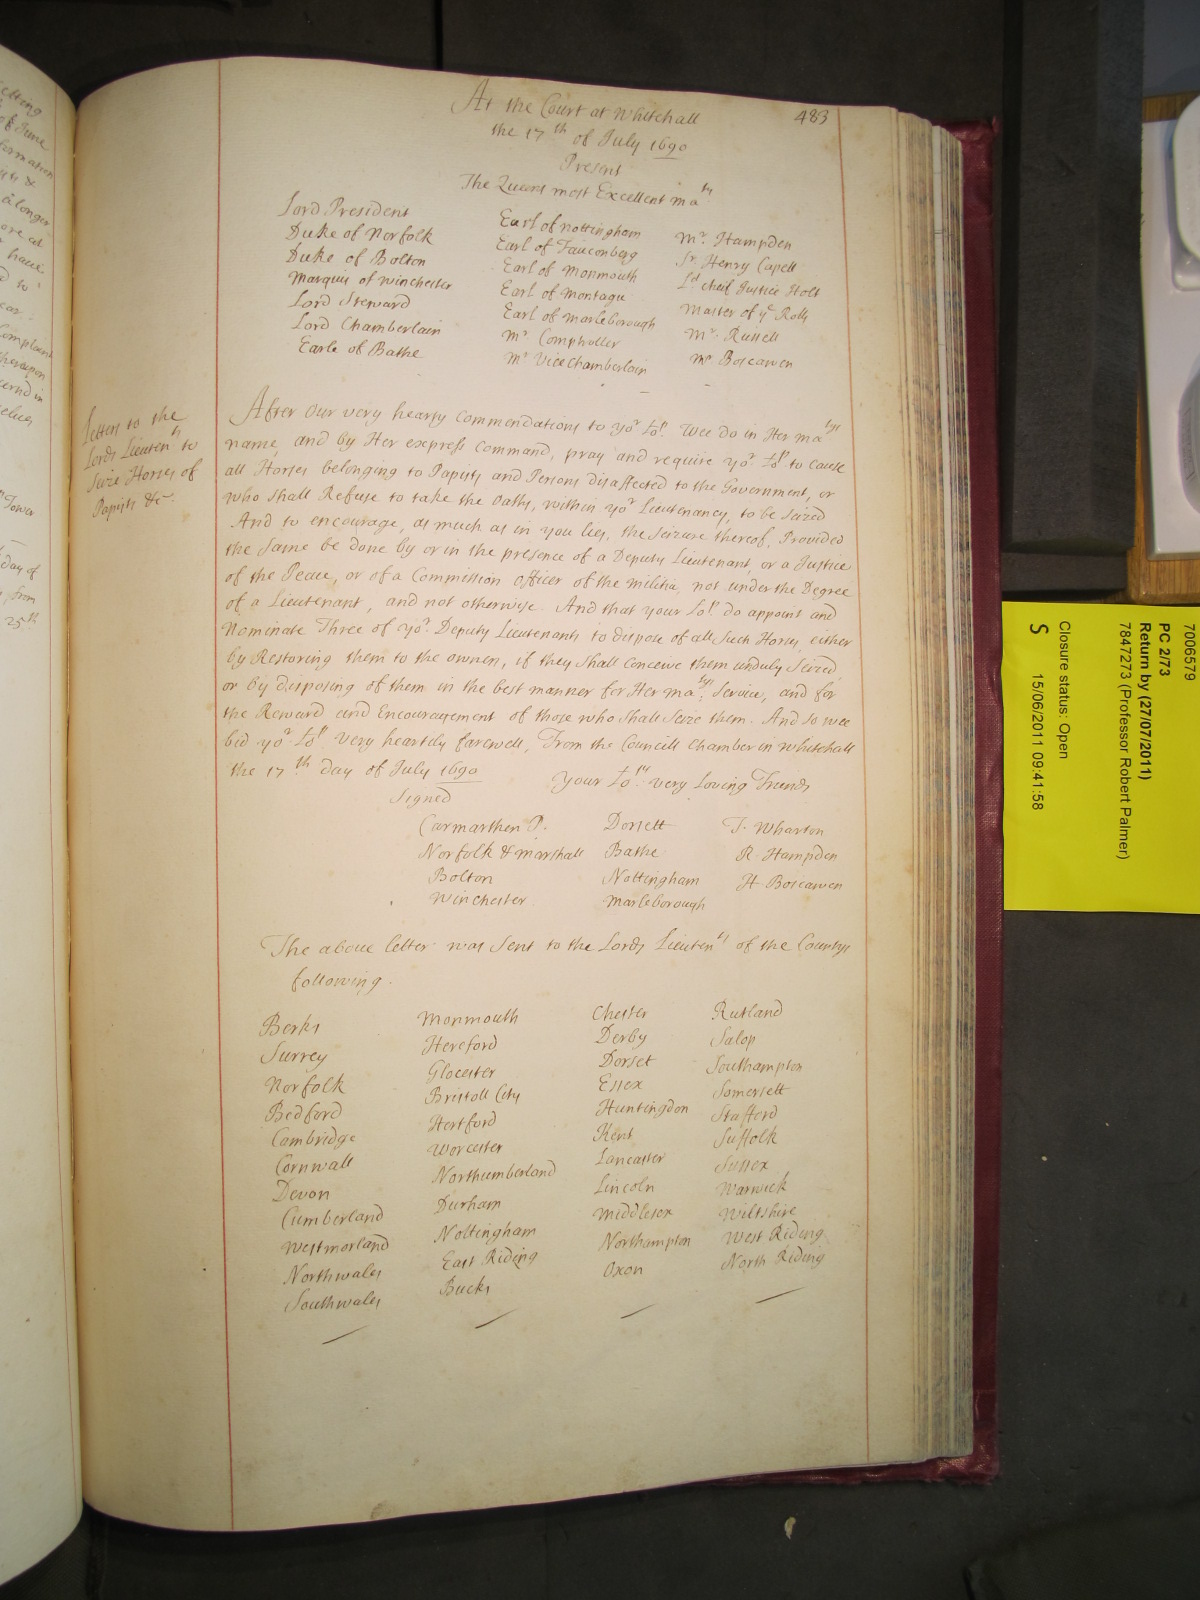 483
At the Court at Whitehall
the 17th of July 1690
Present
The Queens most Excellent maty
Lord President
Duke of Norfolk
Duke of Bolton
Marquis of Winchester
Lord Steward
Lord Chamberlain
Earle of Bathe
Earl of Nottingham
Earl of Fauconberg
Earl of Monmouth
Earl of Montagu
Earl of Marleborough
Mr. Comptroller
Mr Vice Chamberlain
Mr. Hampden
Sr. Henry Capell
Ld cheif Justice Holt
Master of ye Rolls
Mr. Russell
Mr Boscawen
Letters to the
Lords Lieutents to
Seize Horses of
Papists &c
After our very hearty Commendations to yor. Lop. Wee do in Her matys
name, and by Her express Command, pray and require yor. Lop to cause
all Horses belonging to Papists and Persons disaffected to the Government, or
who shall Refuse to take the Oaths, within yor Lieutenancy, to be Seized
And to encourage, as much as in you lies, the Seizure thereof, Provided
the same be done by or in the presence of a Deputy Lieutenant, or a Justice
of the Peace, or of a Commission officer of the militia, not under the Degree
of a Lieutenant, and not otherwise. And that your Lop do appoint and
Nominate Three of yor. Deputy Lieutenants to dispose of all such Horses, either
by Restoring them to the owners, if they shall conceive them unduly Seized,
or by disposing of them in the best manner for Her matys. Service, and for
the Reward and Encouragement of those who shall Seize them. And so wee
bid yor. Lop. very heartily farewell, From the Councill Chamber in Whitehall
the 17th. day of July 1690
Your Lopps very Loving Friends
Signed
Carmarthen P.
Norfolk & Marshall
Bolton
Winchester
Dorsett
Bathe
Nottingham
Marleborough
T. Wharton
R. Hampden
H. Boscawen
The above letter was sent to the Lords Lieutents of the Countys
following.
Berks
Surrey
Norfolk
Bedford
Cambridge
Cornwall
Devon
Cumberland
Westmorland
Northwales
Southwales
Monmouth
Hereford
Glocester
Bristoll City
Hertford
Worcester
Northumberland
Durham
Nottingham
East Riding
Bucks
Chester
Derby
Dorset
Essex
Huntingdon
Kent
Lancaster
Lincoln
Middlesex
Northampton
Oxon
Rutland
Salop
Southampton
Somersett
Stafford
Suffolk
Sussex
Warwick
Wiltshire
West Riding
North Riding
7006579
PC 2/73
Return by (27/07/2011)
7847273 (Professor Robert Palmer)
Closure status: Open
S 15/06/2011 09:41:58